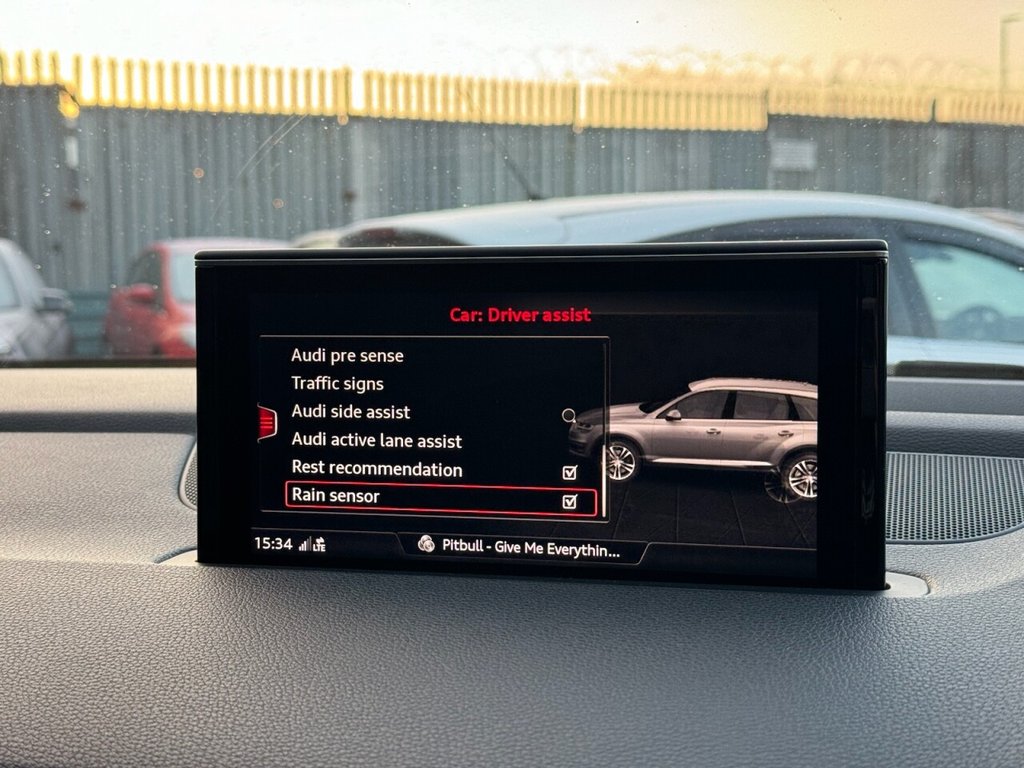 Car: Driver assist
Audi pre sense
Traffic signs
Audi side assist
Audi active lane assist
Rest recommendation
Rain sensor
15:34 LTE Pitbull - Give Me Everythin...